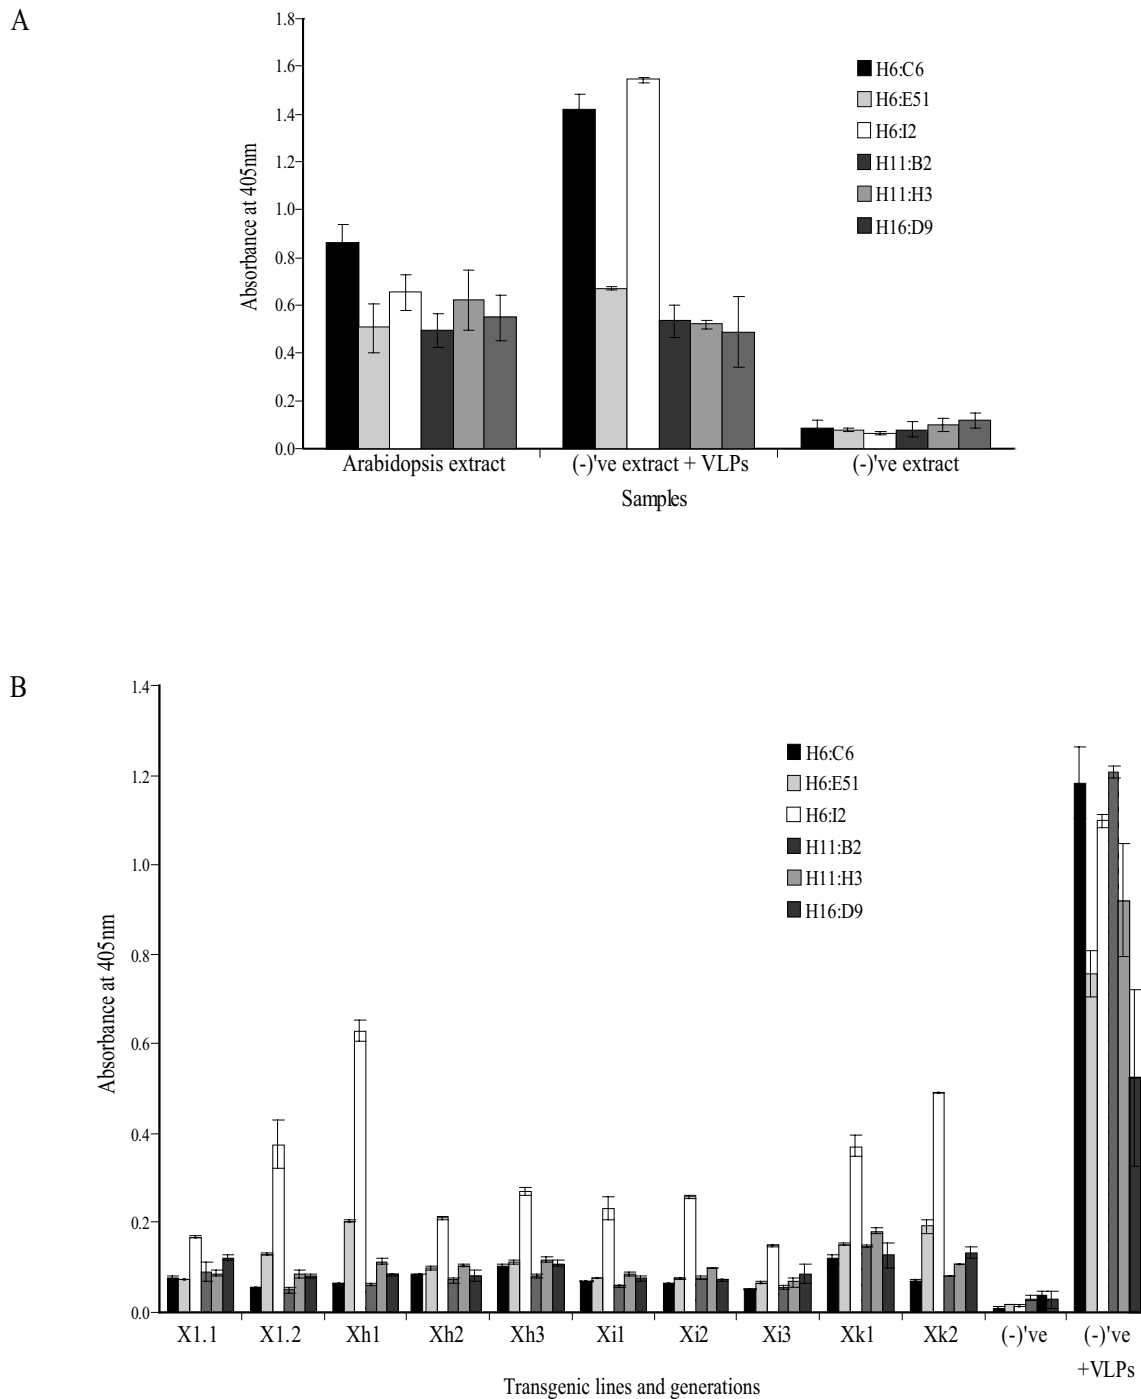 A
1.8
1.6
1.4
1.2
1.0
0.8
0.6
0.4
0.2
0.0
Absorbance at 405nm
H6:C6
H6:E51
H6:I2
H11:B2
H11:H3
H16:D9
Arabidopsis extract
(-)'ve extract + VLPs
(-)'ve extract
Samples
B
1.4
1.2
1.0
0.8
0.6
0.4
0.2
0.0
Absorbance at 405nm
H6:C6
H6:E51
H6:I2
H11:B2
H11:H3
H16:D9
X1.1
X1.2
Xh1
Xh2
Xh3
Xi1
Xi2
Xi3
Xk1
Xk2
(-)'ve
(-)'ve
+VLPs
Transgenic lines and generations